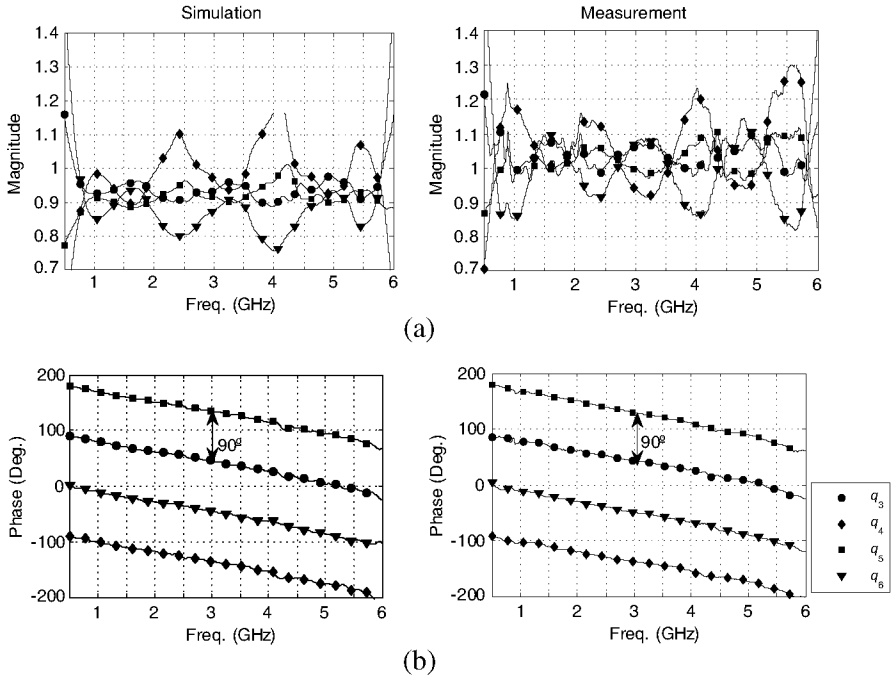 Simulation
Measurement
1.4
1.3
1.2
1.1
1
0.9
0.8
0.7
Magnitude
1 2 3 4 5 6
Freq. (GHz)
1.4
1.3
1.2
1.1
1
0.9
0.8
0.7
Magnitude
1 2 3 4 5 6
Freq. (GHz)
(a)
200
100
0
-100
-200
Phase (Deg.)
90º
1 2 3 4 5 6
Freq. (GHz)
200
100
0
-100
-200
Phase (Deg.)
90º
1 2 3 4 5 6
Freq. (GHz)
q3
q4
q5
q6
(b)